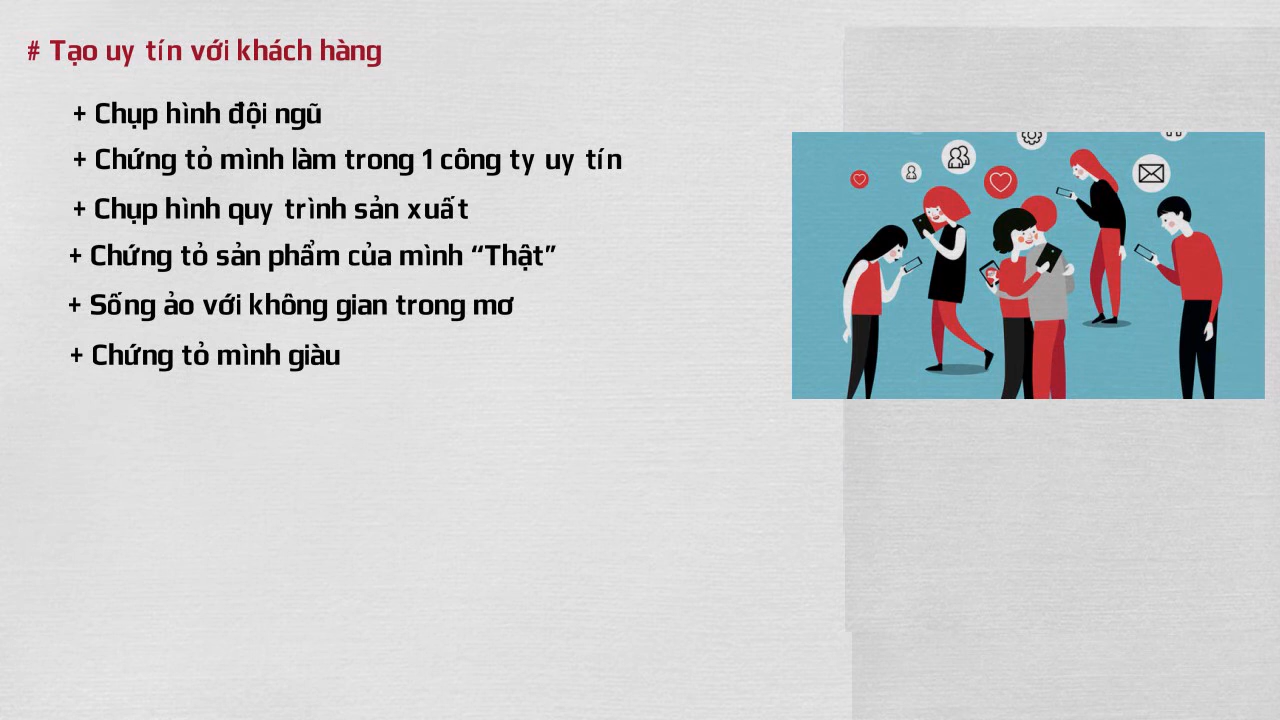 # Tạo uy tín với khách hàng
+ Chụp hình đội ngũ
+ Chứng tỏ mình làm trong 1 công ty uy tín
+ Chụp hình quy trình sản xuất
+ Chứng tỏ sản phẩm của mình “Thật”
+ Sống ảo với không gian trong mơ
+ Chứng tỏ mình giàu